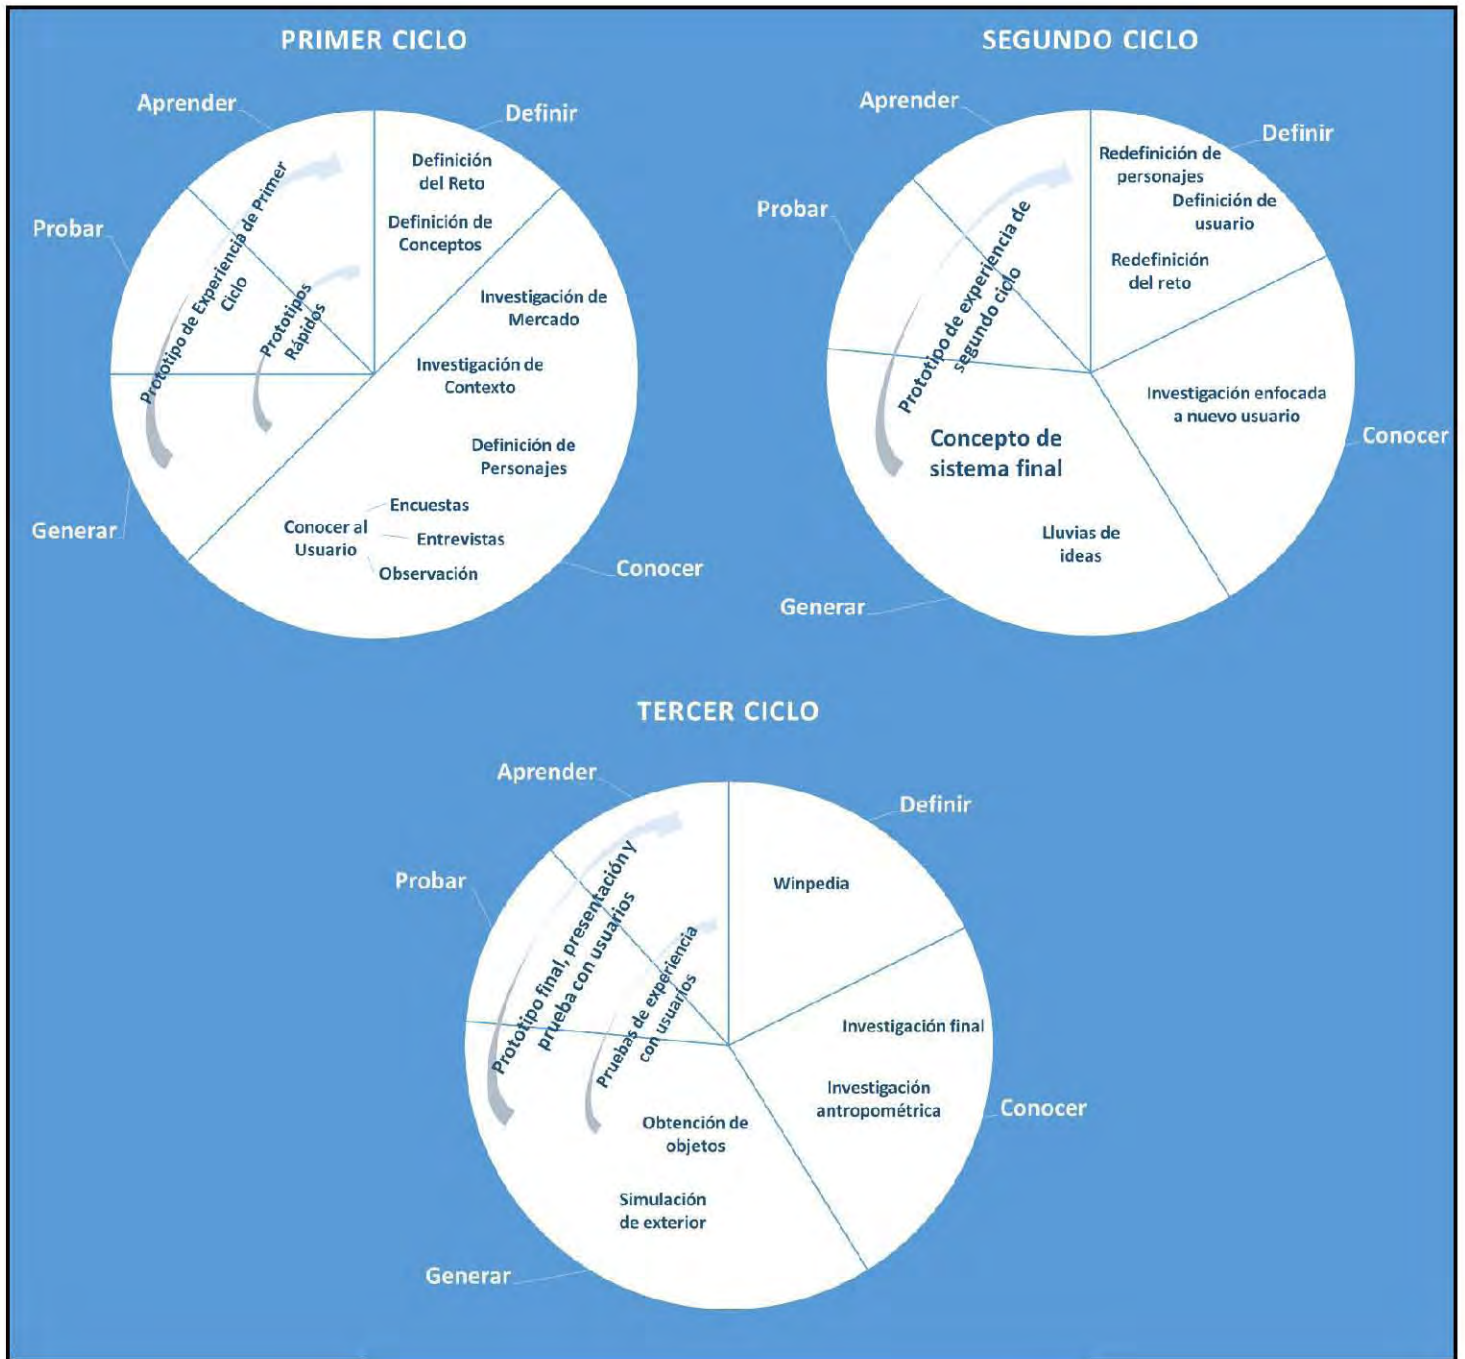 PRIMER CICLO
Aprender
Definir
Definición
del Reto
Definición de
Conceptos
Probar
Prototipo de Experiencia de Primer
Ciclo
Prototipos
Rápidos
Investigación de
Mercado
Investigación de
Contexto
Definición de
Personajes
Conocer al
Usuario
Encuestas
Entrevistas
Observación
Generar
Conocer
SEGUNDO CICLO
Aprender
Definir
Redefinición de
personajes
Definición de
usuario
Redefinición
del reto
Probar
Prototipo de experiencia de
segundo ciclo
Investigación enfocada
a nuevo usuario
Conocer
Concepto de
sistema final
Lluvias de
ideas
Generar
TERCER CICLO
Aprender
Definir
Winpedia
Probar
Prototipo final, presentación y
prueba con usuarios
Pruebas de experiencia
con usuarios
Investigación final
Investigación
antropométrica
Conocer
Obtención de
objetos
Simulación
de exterior
Generar